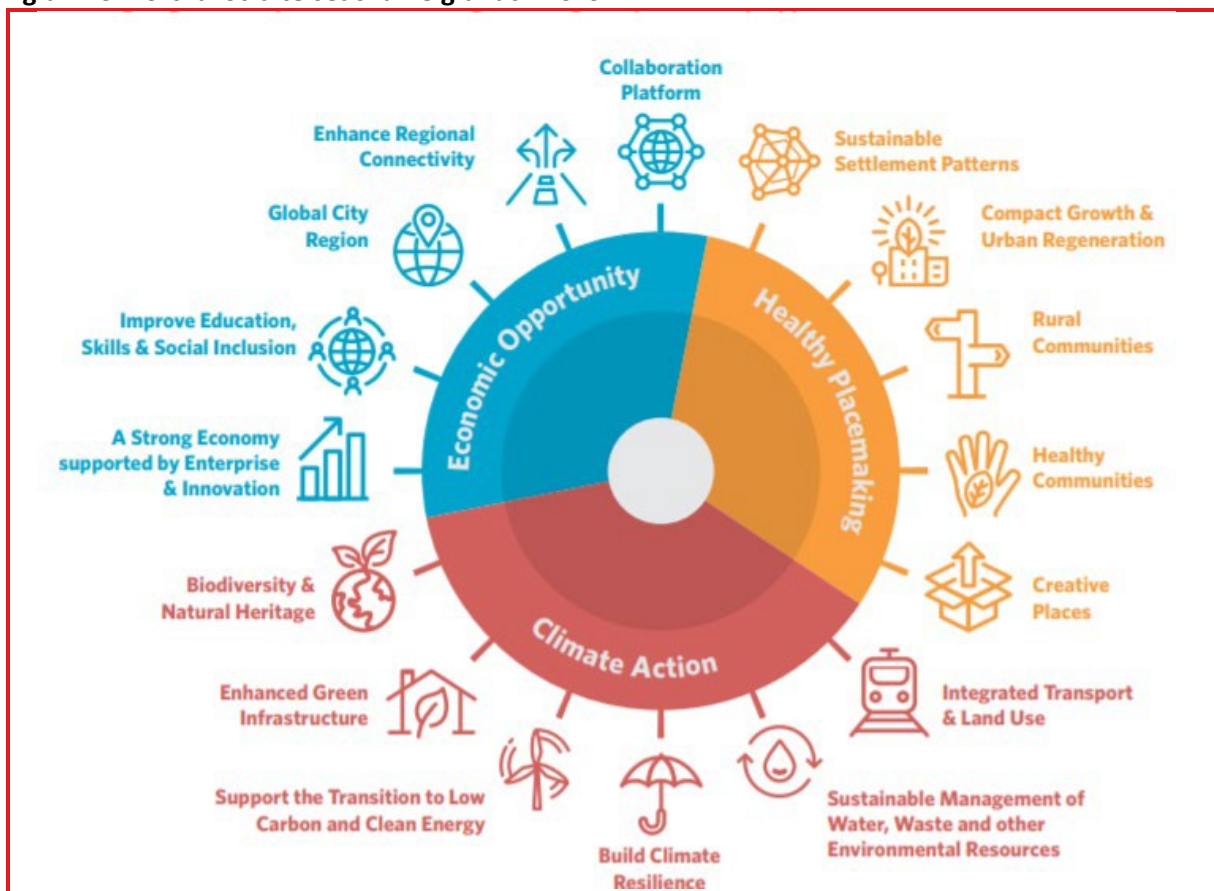 Collaboration
Platform
Enhance Regional
Connectivity
Sustainable
Settlement Patterns
Global City
Region
Compact Growth &
Urban Regeneration
Improve Education,
Skills & Social Inclusion
Rural
Communities
A Strong Economy
supported by Enterprise
& Innovation
Healthy
Communities
Biodiversity &
Natural Heritage
Creative
Places
Enhanced Green
Infrastructure
Integrated Transport
& Land Use
Support the Transition to Low
Carbon and Clean Energy
Build Climate
Resilience
Sustainable Management of
Water, Waste and other
Environmental Resources
Economic Opportunity
Healthy Placemaking
Climate Action